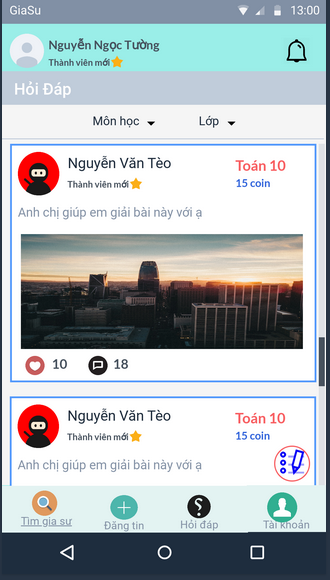 GiaSu
13:00
Nguyễn Ngọc Tường
Thành viên mới
Hỏi Đáp
Môn học
Lớp
Nguyễn Văn Tèo
Toán 10
Thành viên mới
15 coin
Anh chị giúp em giải bài này với ạ
10
18
Nguyễn Văn Tèo
Toán 10
Thành viên mới
15 coin
Anh chị giúp em giải bài này với ạ
Tìm gia sư
Đăng tin
Hỏi đáp
Tài khoản